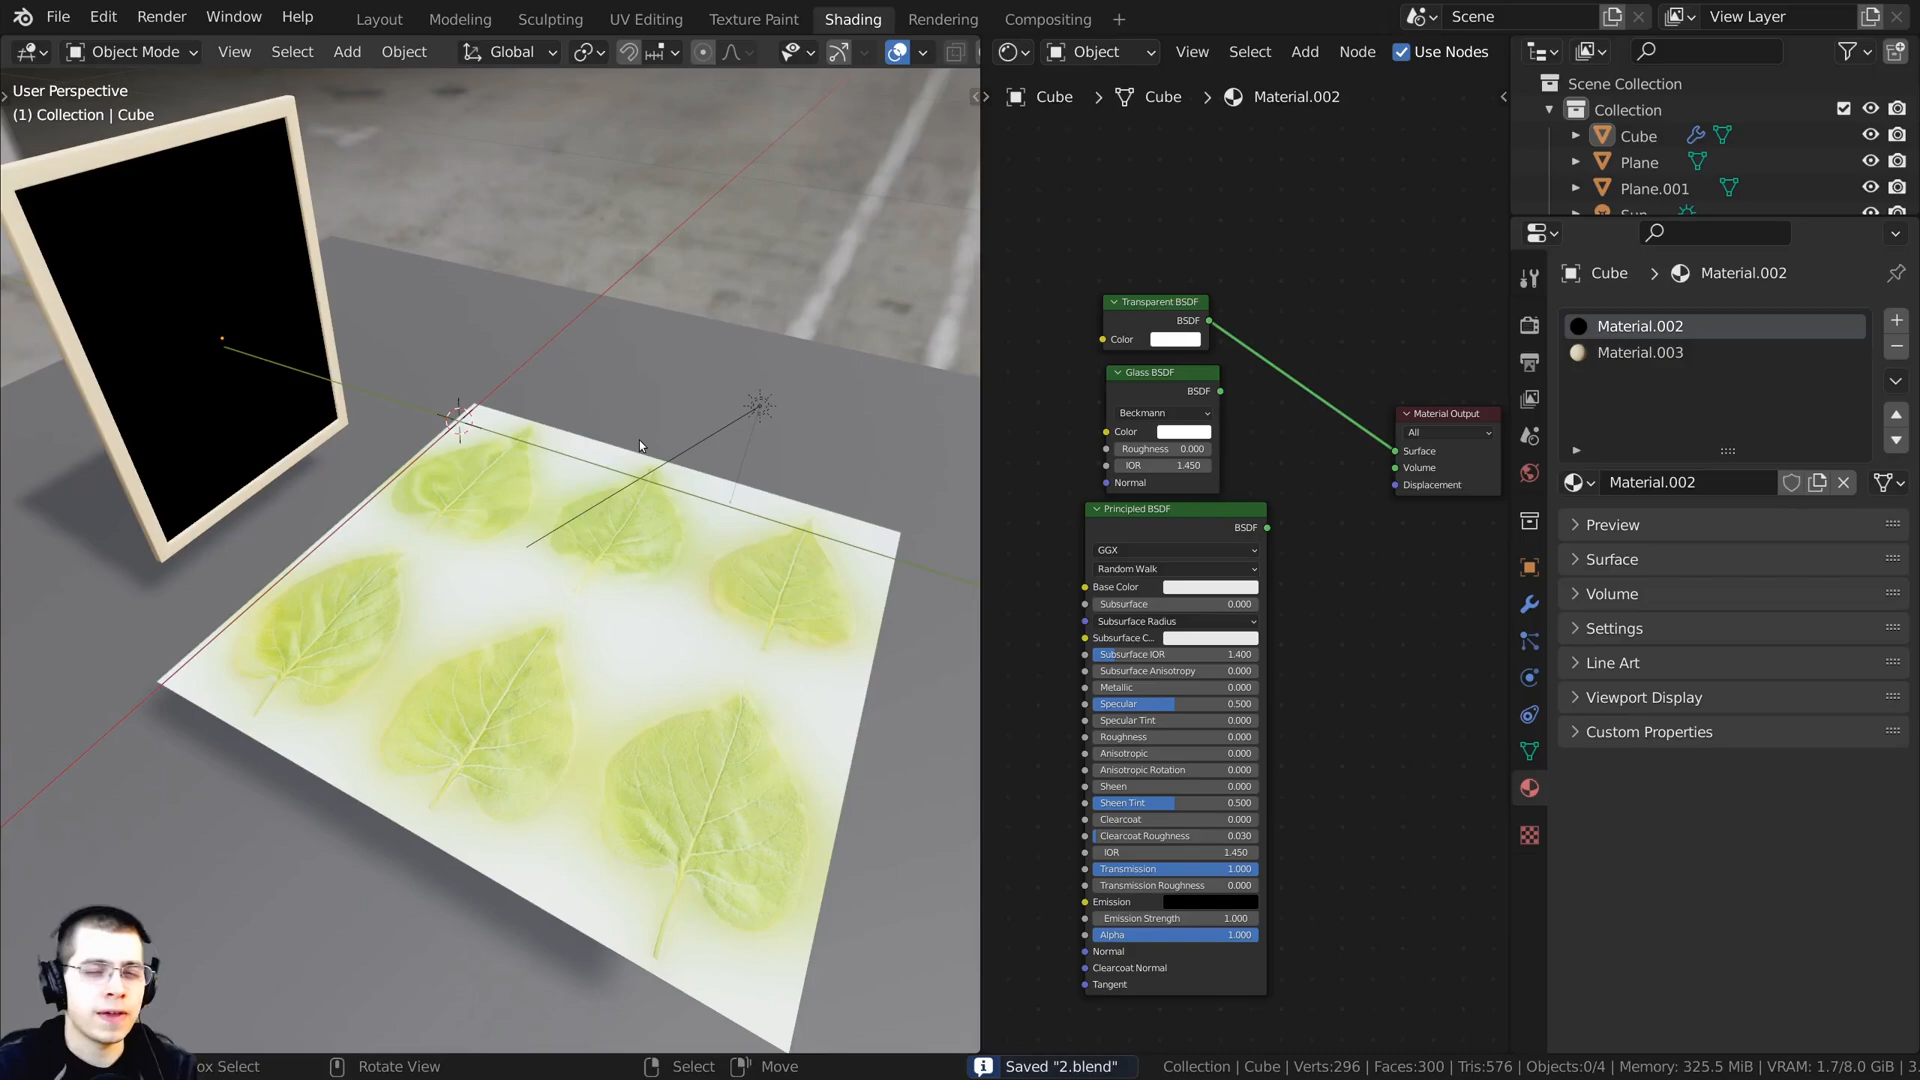 File Edit Render Window Help Layout Modeling Sculpting UV Editing Texture Paint Shading Rendering Compositing + Scene View Layer
Object Mode View Select Add Object Global Object View Select Add Node Use Nodes
User Perspective
(1) Collection | Cube
Cube > Cube > Material.002
Scene Collection
Collection
Cube
Plane
Plane.001
Sun
Cube > Material.002
Material.002
Material.003
Material.002
Preview
Surface
Volume
Settings
Line Art
Viewport Display
Custom Properties
Transparent BSDF
BSDF
Color
Glass BSDF
BSDF
Beckmann
Color
Roughness 0.000
IOR 1.450
Normal
Principled BSDF
BSDF
GGX
Random Walk
Base Color
Subsurface 0.000
Subsurface Radius
Subsurface C...
Subsurface IOR 1.400
Subsurface Anisotropy 0.000
Metallic 0.000
Specular 0.500
Specular Tint 0.000
Roughness 0.000
Anisotropic 0.000
Anisotropic Rotation 0.000
Sheen 0.000
Sheen Tint 0.500
Clearcoat 0.000
Clearcoat Roughness 0.030
IOR 1.450
Transmission 1.000
Transmission Roughness 0.000
Emission
Emission Strength 1.000
Alpha 1.000
Normal
Clearcoat Normal
Tangent
Material Output
All
Surface
Volume
Displacement
ox Select Rotate View Select Move Saved "2.blend" Collection | Cube | Verts:296 | Faces:300 | Tris:576 | Objects:0/4 | Memory: 325.5 MiB | VRAM: 1.7/8.0 GiB | 3.